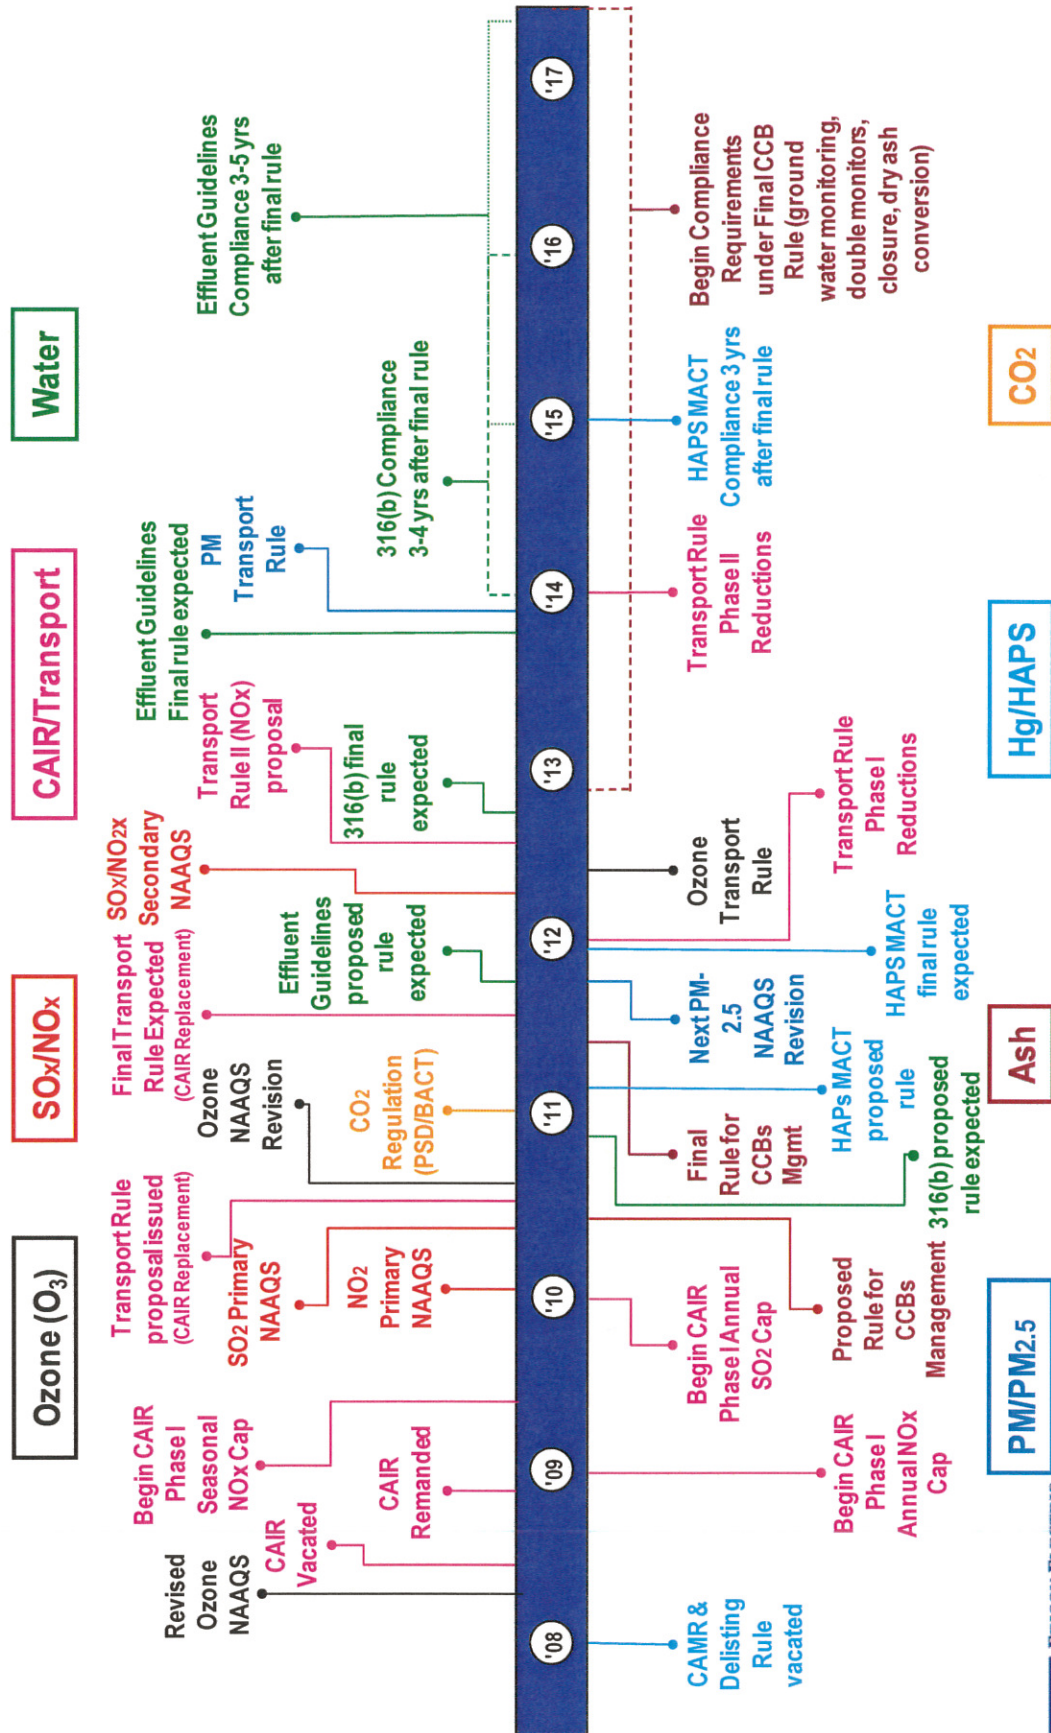 Ozone (O3)
SOx/NOx
CAIR/Transport
Water
Revised
Ozone
NAAQS
CAIR
Vacated
Begin CAIR
Phase I
Seasonal
NOx Cap
CAIR
Remanded
Transport Rule
proposal issued
(CAIR Replacement)
SO2 Primary
NAAQS
NO2
Primary
NAAQS
Ozone
NAAQS
Revision
CO2
Regulation
(PSD/BACT)
Final Transport
Rule Expected
(CAIR Replacement)
Effluent
Guidelines
proposed
rule
expected
SOx/NO2x
Secondary
NAAQS
Transport
Rule II (NOx)
proposal
316(b) final
rule
expected
Effluent Guidelines
Final rule expected
PM
Transport
Rule
316(b) Compliance
3-4 yrs after final rule
Effluent Guidelines
Compliance 3-5 yrs
after final rule
'08
'09
'10
'11
'12
'13
'14
'15
'16
'17
CAMR &
Delisting
Rule
vacated
Begin CAIR
Phase I
Annual NOx
Cap
Begin CAIR
Phase I Annual
SO2 Cap
Proposed
Rule for
CCBs
Management
316(b) proposed
rule expected
Final
Rule for
CCBs
Mgmt
HAPs MACT
proposed
rule
Next PM-
2.5
NAAQS
Revision
HAPS MACT
final rule
expected
Ozone
Transport
Rule
Transport Rule
Phase I
Reductions
Transport Rule
Phase II
Reductions
HAPS MACT
Compliance 3 yrs
after final rule
Begin Compliance
Requirements
under Final CCB
Rule (ground
water monitoring,
double monitors,
closure, dry ash
conversion)
PM/PM2.5
Ash
Hg/HAPS
CO2